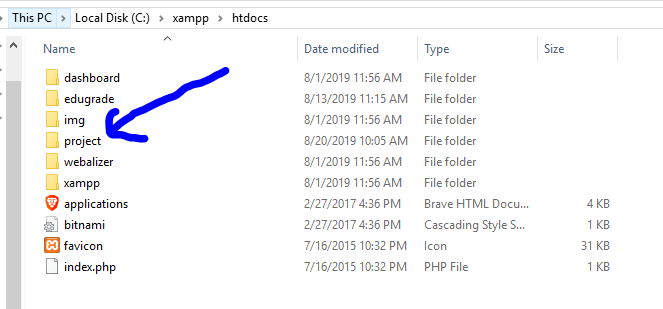 This PC > Local Disk (C:) > xampp > htdocs
Name Date modified Type Size
dashboard 8/1/2019 11:56 AM File folder
edugrade 8/13/2019 11:15 AM File folder
img 8/1/2019 11:56 AM File folder
project 8/20/2019 10:05 AM File folder
webalizer 8/1/2019 11:56 AM File folder
xampp 8/1/2019 11:56 AM File folder
applications 2/27/2017 4:36 PM Brave HTML Docu... 4 KB
bitnami 2/27/2017 4:36 PM Cascading Style S... 1 KB
favicon 7/16/2015 10:32 PM Icon 31 KB
index.php 7/16/2015 10:32 PM PHP File 1 KB